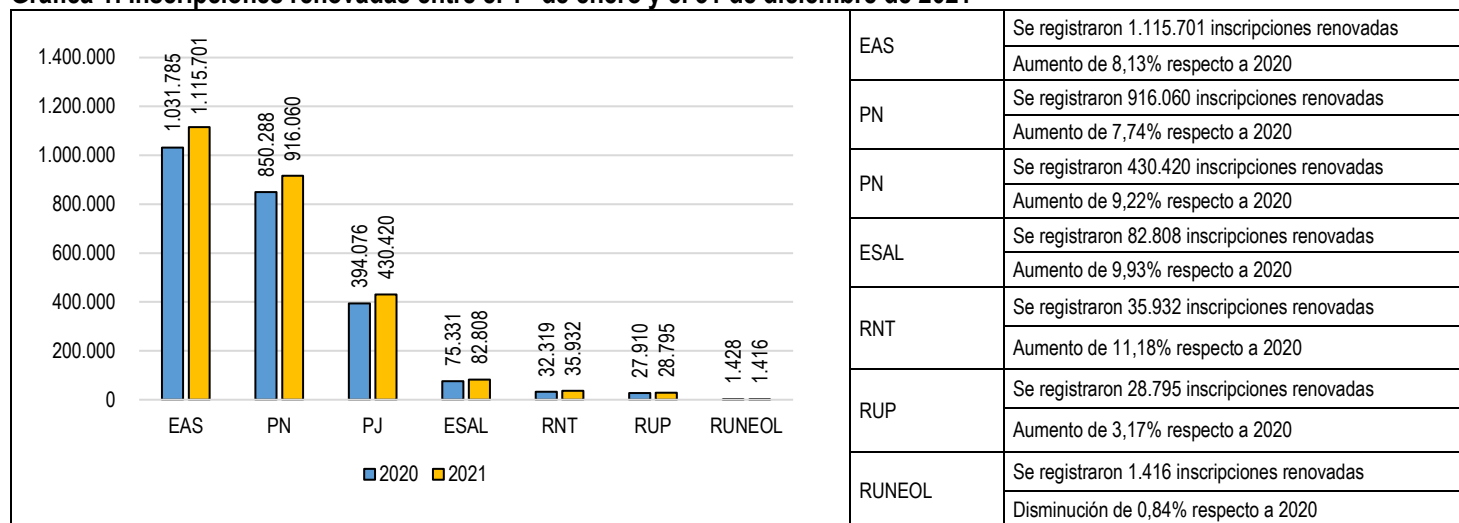 Gráfica 1. Inscripciones renovadas entre el 1° de enero y el 31 de diciembre de 2021
1.400.000
1.200.000
1.000.000
800.000
600.000
400.000
200.000
0
1.031.785
1.115.701
850.288
916.060
394.076
430.420
75.331
82.808
32.319
35.932
27.910
28.795
1.428
1.416
EAS PN PJ ESAL RNT RUP RUNEOL
2020 2021
EAS
Se registraron 1.115.701 inscripciones renovadas
Aumento de 8,13% respecto a 2020
PN
Se registraron 916.060 inscripciones renovadas
Aumento de 7,74% respecto a 2020
PN
Se registraron 430.420 inscripciones renovadas
Aumento de 9,22% respecto a 2020
ESAL
Se registraron 82.808 inscripciones renovadas
Aumento de 9,93% respecto a 2020
RNT
Se registraron 35.932 inscripciones renovadas
Aumento de 11,18% respecto a 2020
RUP
Se registraron 28.795 inscripciones renovadas
Aumento de 3,17% respecto a 2020
RUNEOL
Se registraron 1.416 inscripciones renovadas
Disminución de 0,84% respecto a 2020